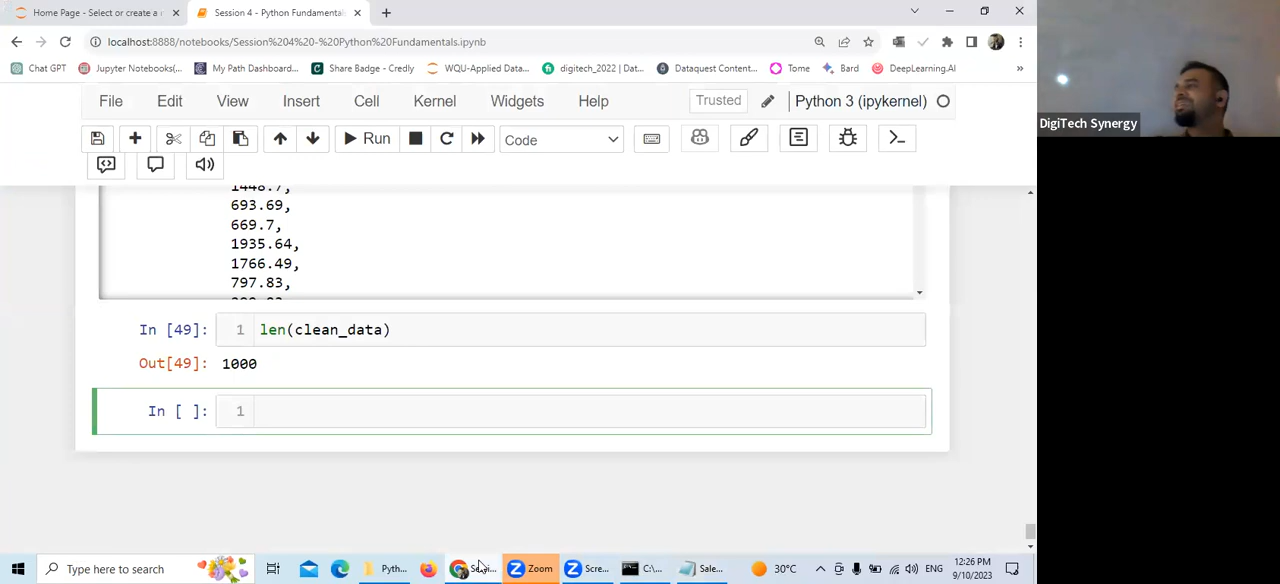 Home Page - Select or create a n
Session 4 - Python Fundamentals
localhost:8888/notebooks/Session%204%20-%20Python%20Fundamentals.ipynb
Chat GPT
Jupyter Notebooks(...
My Path Dashboard...
Share Badge - Credly
WQU-Applied Data...
digitech_2022 | Dat...
Dataquest Content...
Tome
Bard
DeepLearning.AI
»
File Edit View Insert Cell Kernel Widgets Help
Trusted
Python 3 (ipykernel)
Run
Code
DigiTech Synergy
1448.7,
693.69,
669.7,
1935.64,
1766.49,
797.83,
In [49]: 1 len(clean_data)
Out[49]: 1000
In [ ]: 1
Type here to search
Pyth...
Zoom
Scre...
C:\...
Sale...
30°C
ENG
12:26 PM
9/10/2023